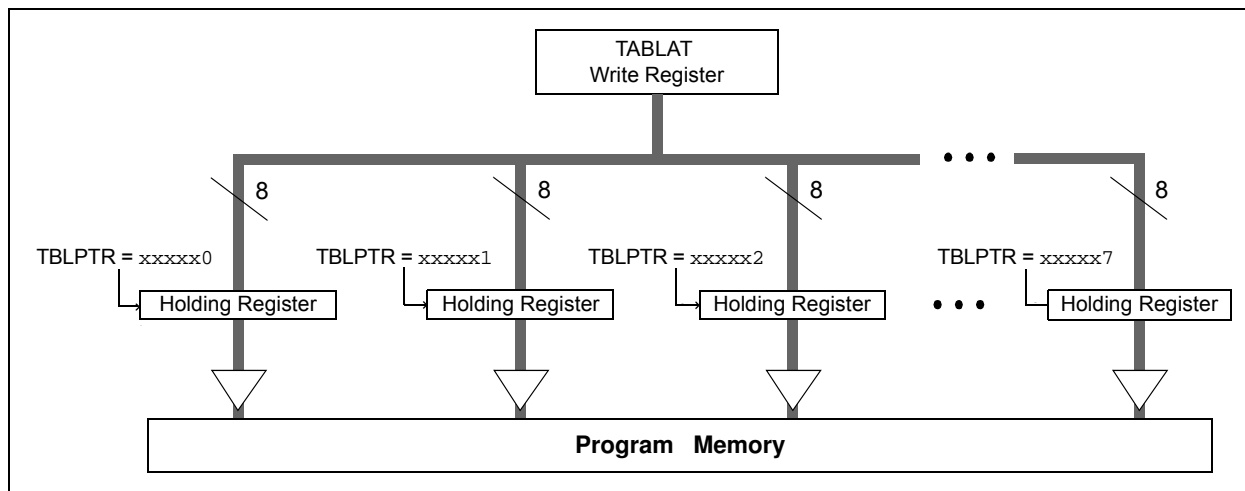 TABLAT
Write Register
8 8 8 8
TBLPTR = xxxxx0 TBLPTR = xxxxx1 TBLPTR = xxxxx2 TBLPTR = xxxxx7
Holding Register Holding Register Holding Register Holding Register
Program Memory